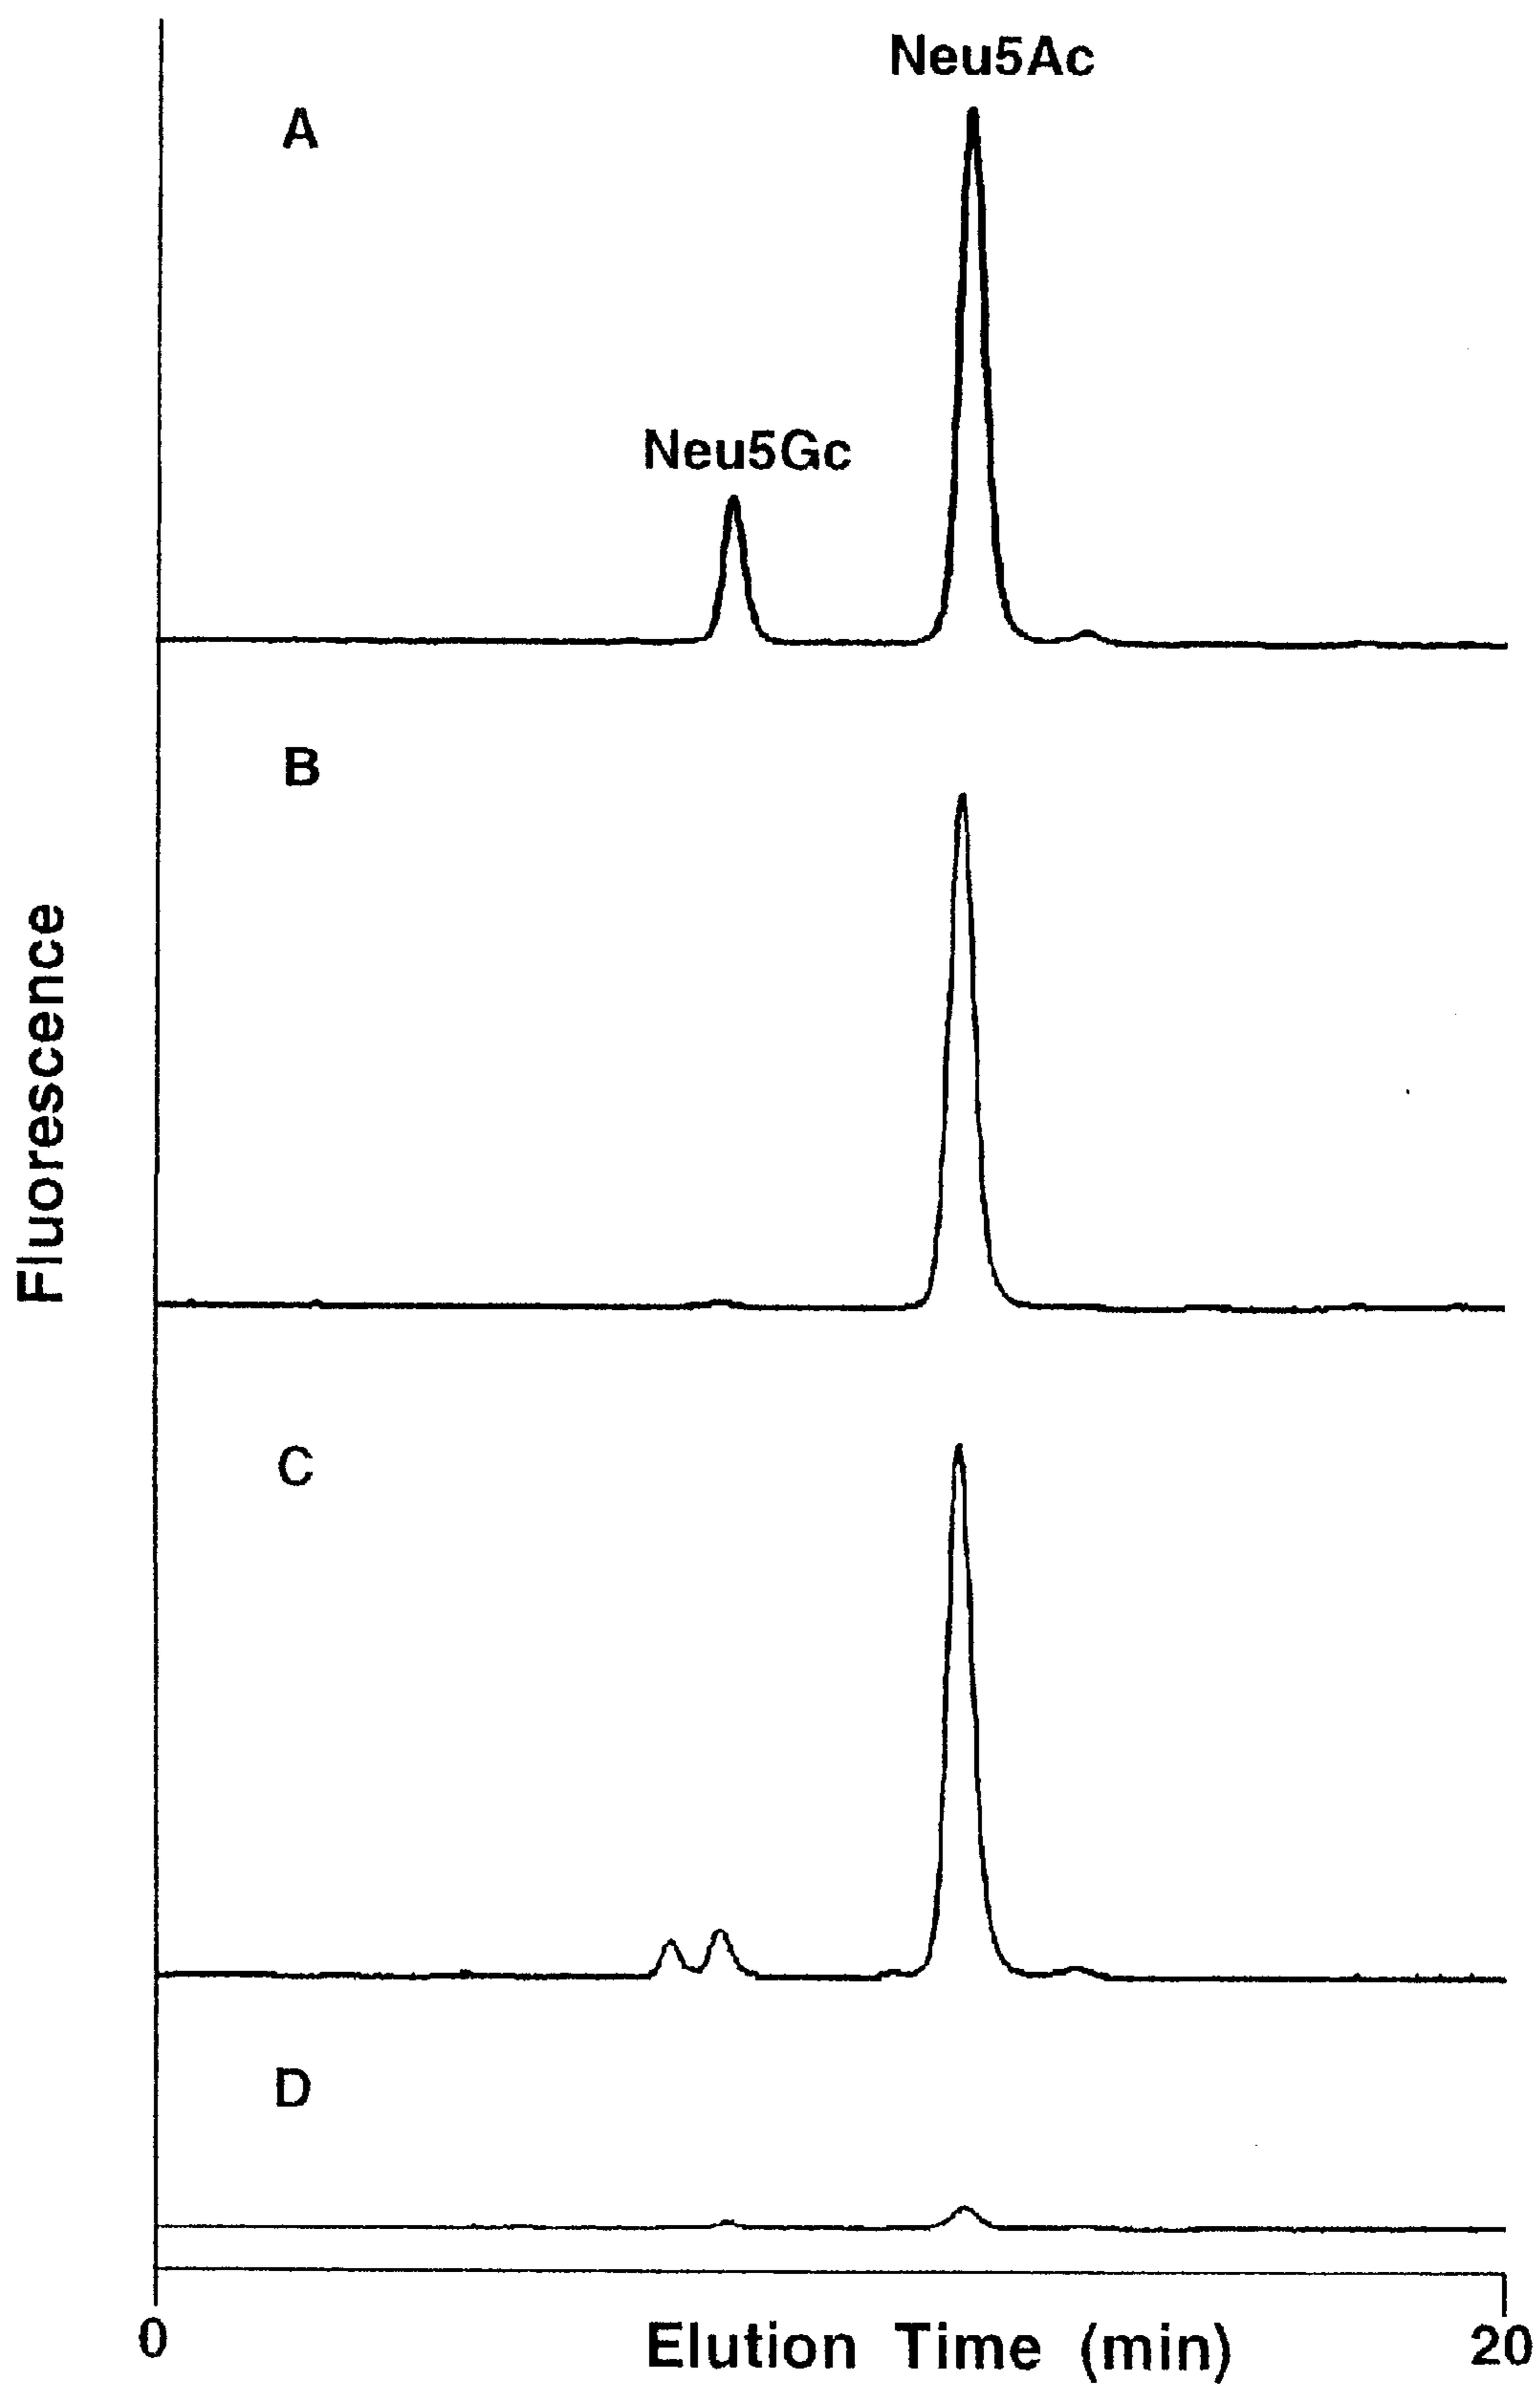 Neu5Ac
A
Neu5Gc
B
Fluorescence
C
D
0 Elution Time (min) 20